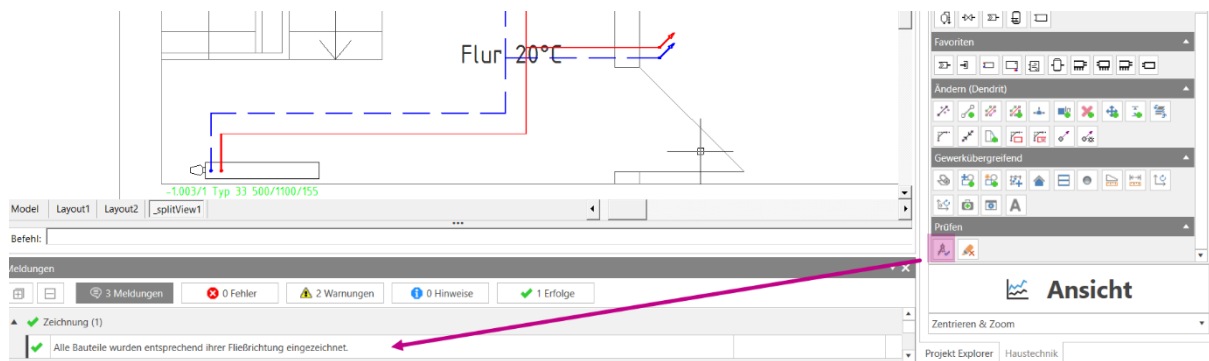 Flur 20°C
-1.003/1 Typ 33 500/1100/155
Model Layout1 Layout2 _splitView1
Befehl:
Meldungen
3 Meldungen 0 Fehler 2 Warnungen 0 Hinweise 1 Erfolge
Zeichnung (1)
Alle Bauteile wurden entsprechend ihrer Fließrichtung eingezeichnet.
Favoriten
Ändern (Dendrit)
Gewerkübergreifend
A
Prüfen
Ansicht
Zentrieren & Zoom
Projekt Explorer Haustechnik